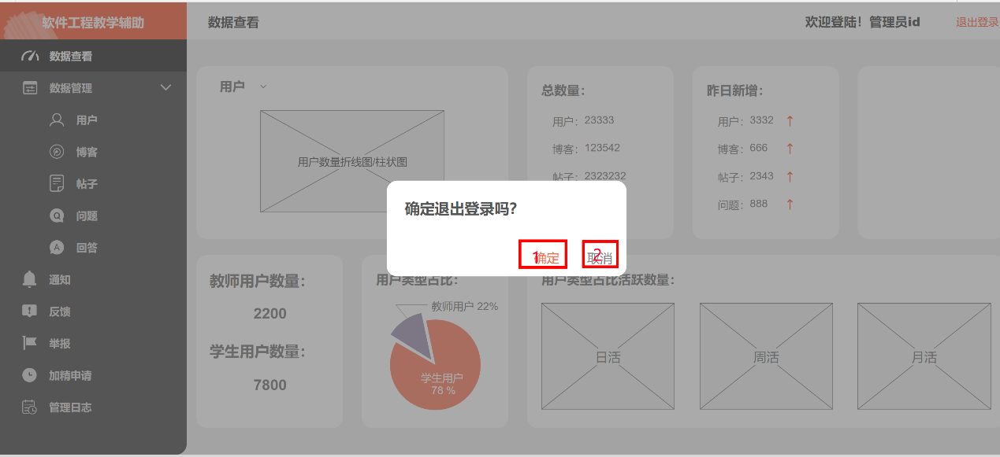 软件工程教学辅助
数据查看
欢迎登陆！管理员id
退出登录
数据查看
数据管理
用户
博客
帖子
问题
回答
通知
反馈
举报
加精申请
管理日志
用户
用户数量折线图/柱状图
总数量：
用户：23333
博客：123542
帖子：2323232
昨日新增：
用户：3332 ↑
博客：666 ↑
帖子：2343 ↑
问题：888 ↑
确定退出登录吗?
1 确定
2 取消
教师用户数量：
2200
学生用户数量：
7800
用户类型占比：
教师用户 22%
学生用户
78 %
用户类型占比活跃数量：
日活
周活
月活